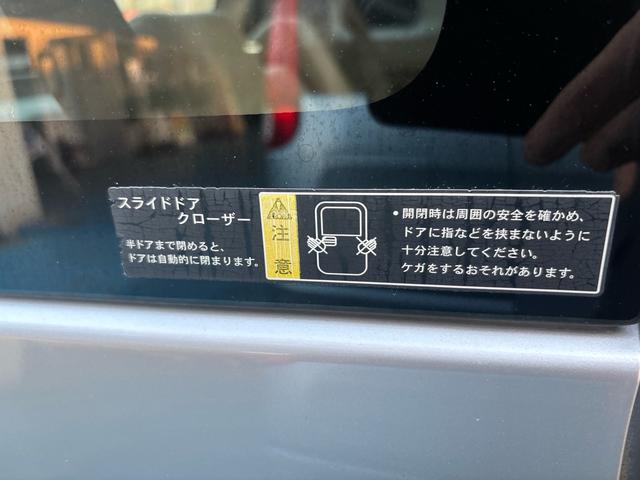 スライドドア
クローザー
半ドアまで閉めると、
ドアは自動的に閉まります。
注意
•開閉時は周囲の安全を確かめ、
ドアに指などを挟まないように
十分注意してください。
ケガをするおそれがあります。